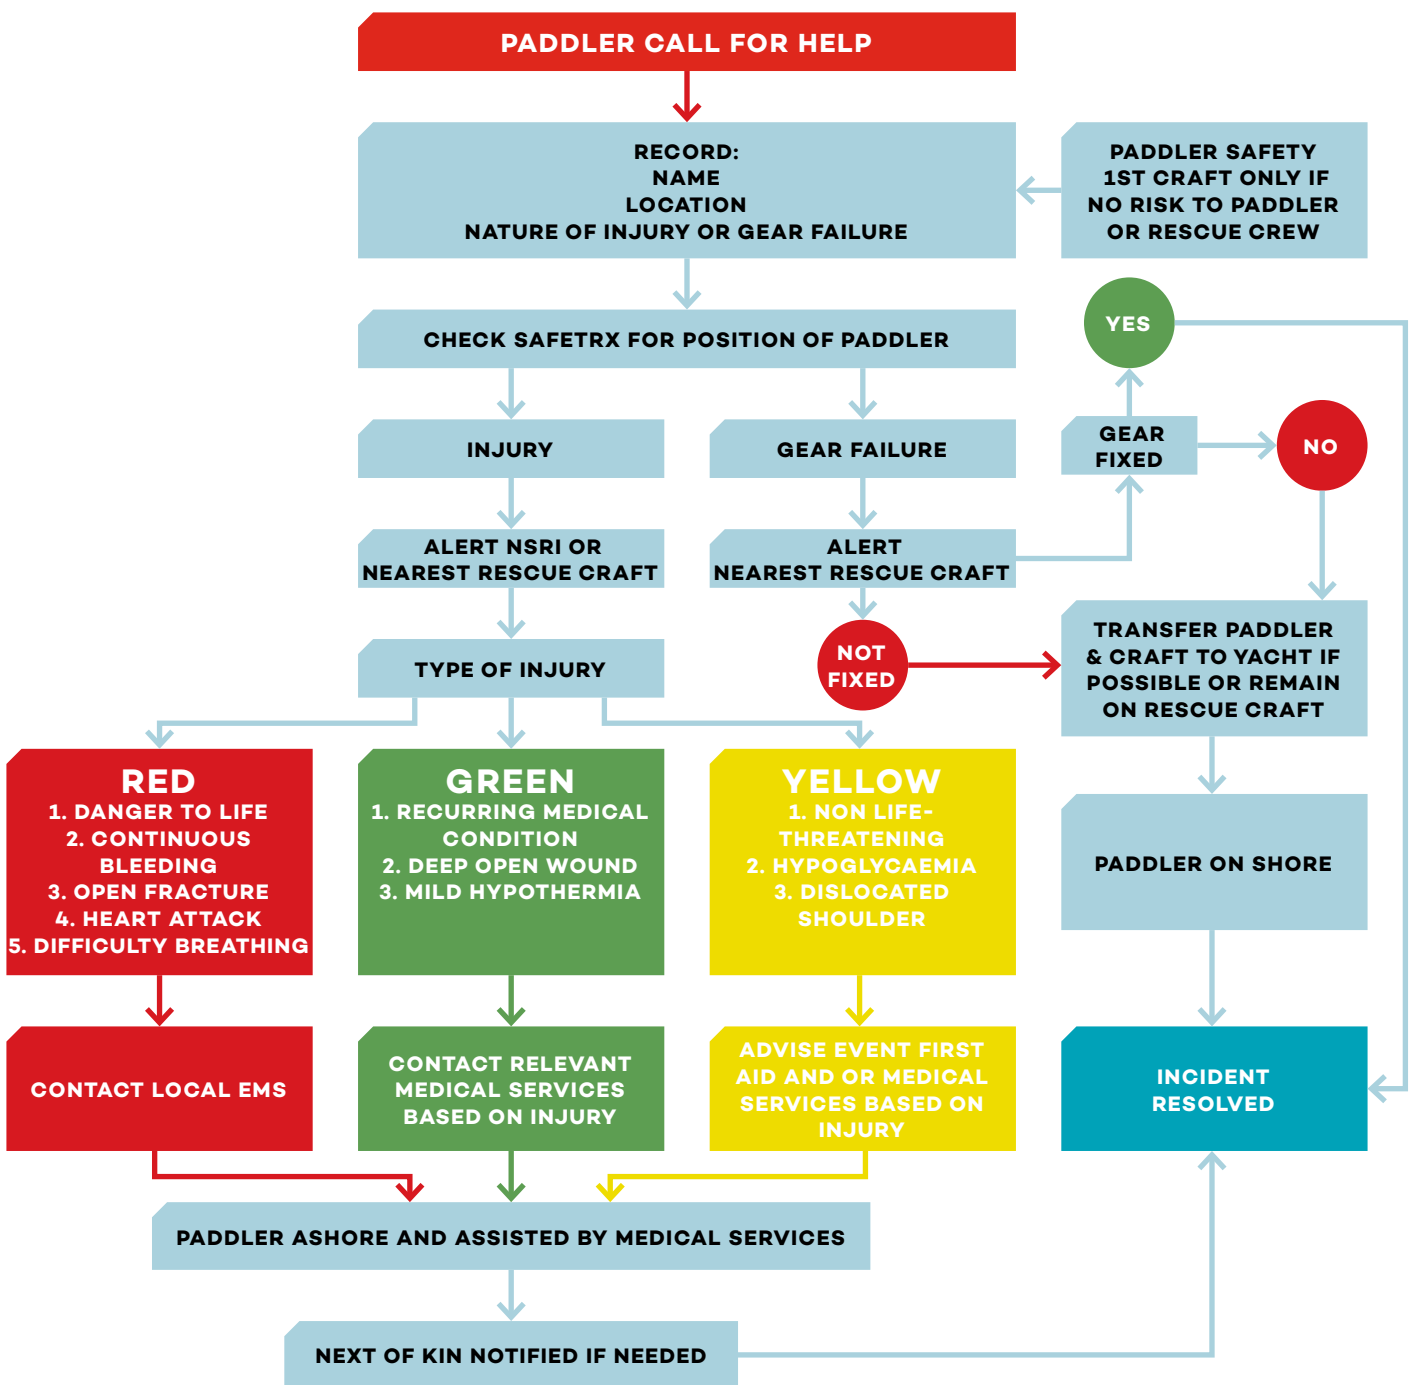 PADDLER CALL FOR HELP
RECORD:
NAME
LOCATION
NATURE OF INJURY OR GEAR FAILURE
PADDLER SAFETY
1ST CRAFT ONLY IF
NO RISK TO PADDLER
OR RESCUE CREW
CHECK SAFETRX FOR POSITION OF PADDLER
YES
INJURY
GEAR FAILURE
GEAR
FIXED
NO
ALERT NSRI OR
NEAREST RESCUE CRAFT
ALERT
NEAREST RESCUE CRAFT
TYPE OF INJURY
NOT
FIXED
TRANSFER PADDLER
& CRAFT TO YACHT IF
POSSIBLE OR REMAIN
ON RESCUE CRAFT
RED
1. DANGER TO LIFE
2. CONTINUOUS
BLEEDING
3. OPEN FRACTURE
4. HEART ATTACK
5. DIFFICULTY BREATHING
GREEN
1. RECURRING MEDICAL
CONDITION
2. DEEP OPEN WOUND
3. MILD HYPOTHERMIA
YELLOW
1. NON LIFE-
THREATENING
2. HYPOGLYCAEMIA
3. DISLOCATED
SHOULDER
PADDLER ON SHORE
CONTACT LOCAL EMS
CONTACT RELEVANT
MEDICAL SERVICES
BASED ON INJURY
ADVISE EVENT FIRST
AID AND OR MEDICAL
SERVICES BASED ON
INJURY
INCIDENT
RESOLVED
PADDLER ASHORE AND ASSISTED BY MEDICAL SERVICES
NEXT OF KIN NOTIFIED IF NEEDED